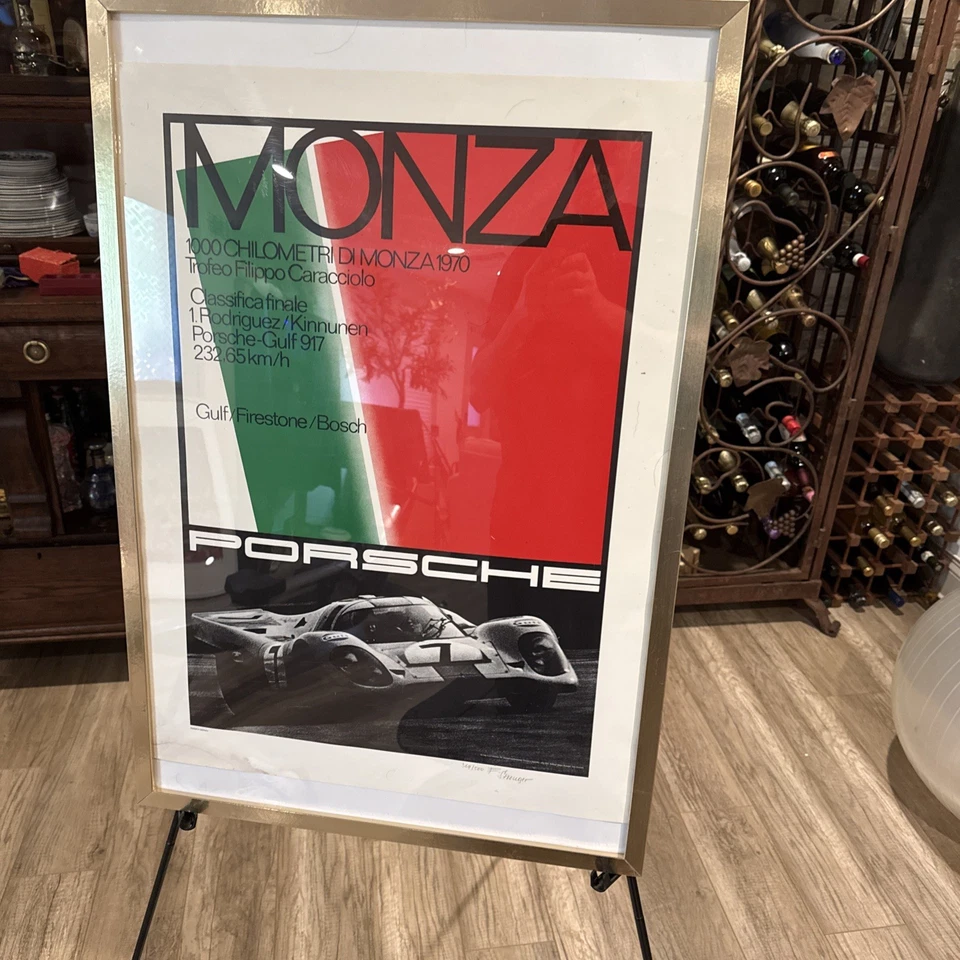 MONZA
1000 CHILOMETRI DI MONZA 1970
Trofeo Filippo Caracciolo
Classifica finale
1. Rodriguez/Kinnunen
Porsche-Gulf 917
232.65 km/h
Gulf/Firestone/Bosch
PORSCHE
7